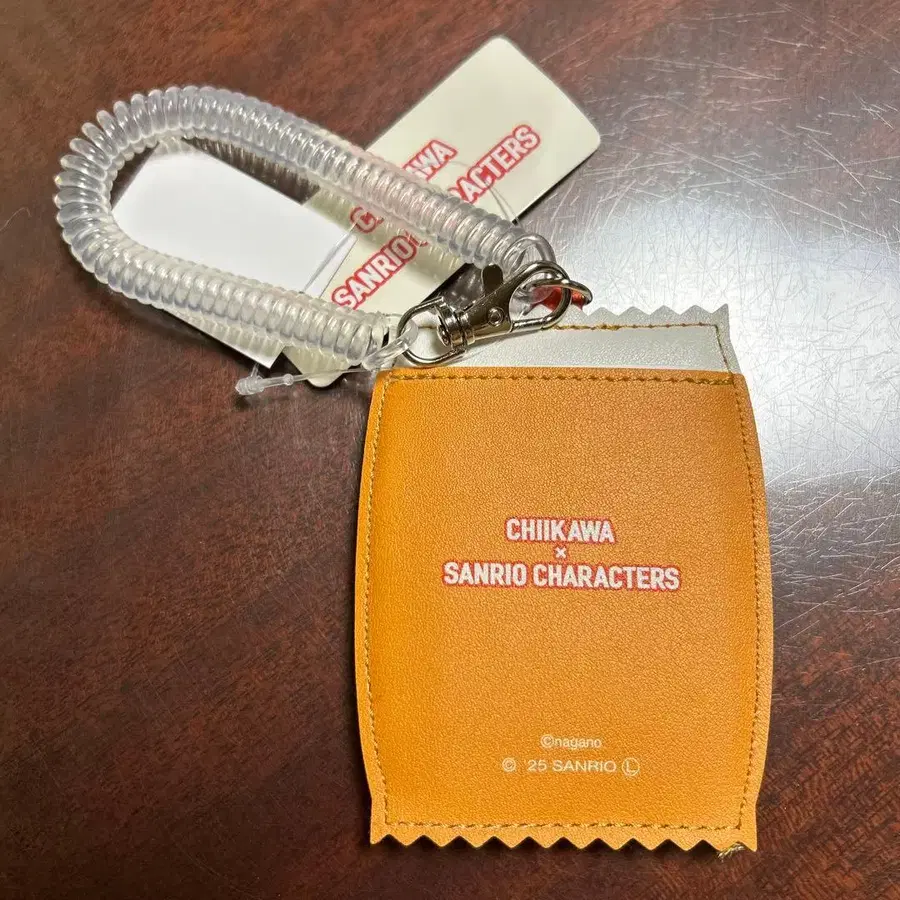 CHIIKAWA
SANRIO CHARACTERS
CHIIKAWA
×
SANRIO CHARACTERS
©nagano
© '25 SANRIO Ⓛ